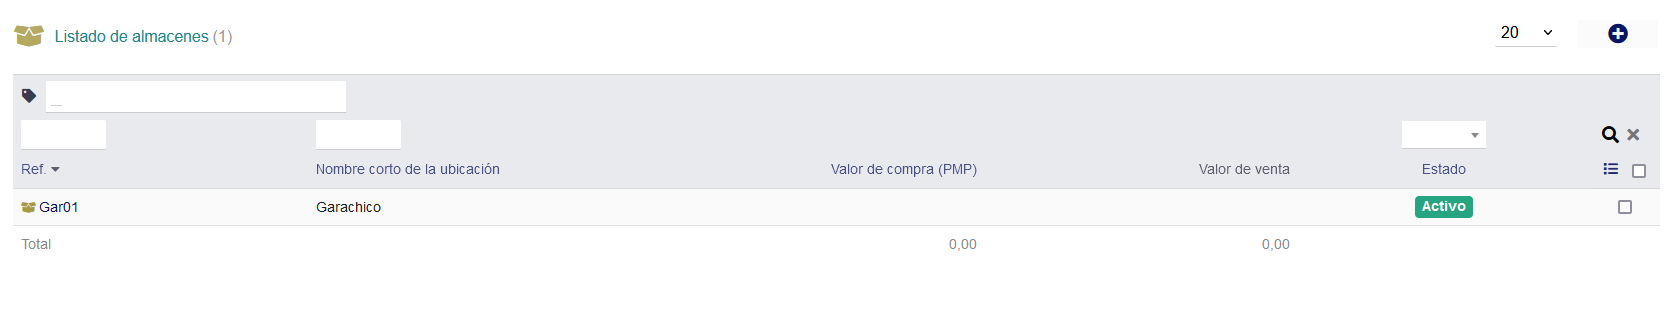 Listado de almacenes (1)
20
Ref.
Nombre corto de la ubicación
Valor de compra (PMP)
Valor de venta
Estado
Gar01
Garachico
Activo
Total
0,00
0,00